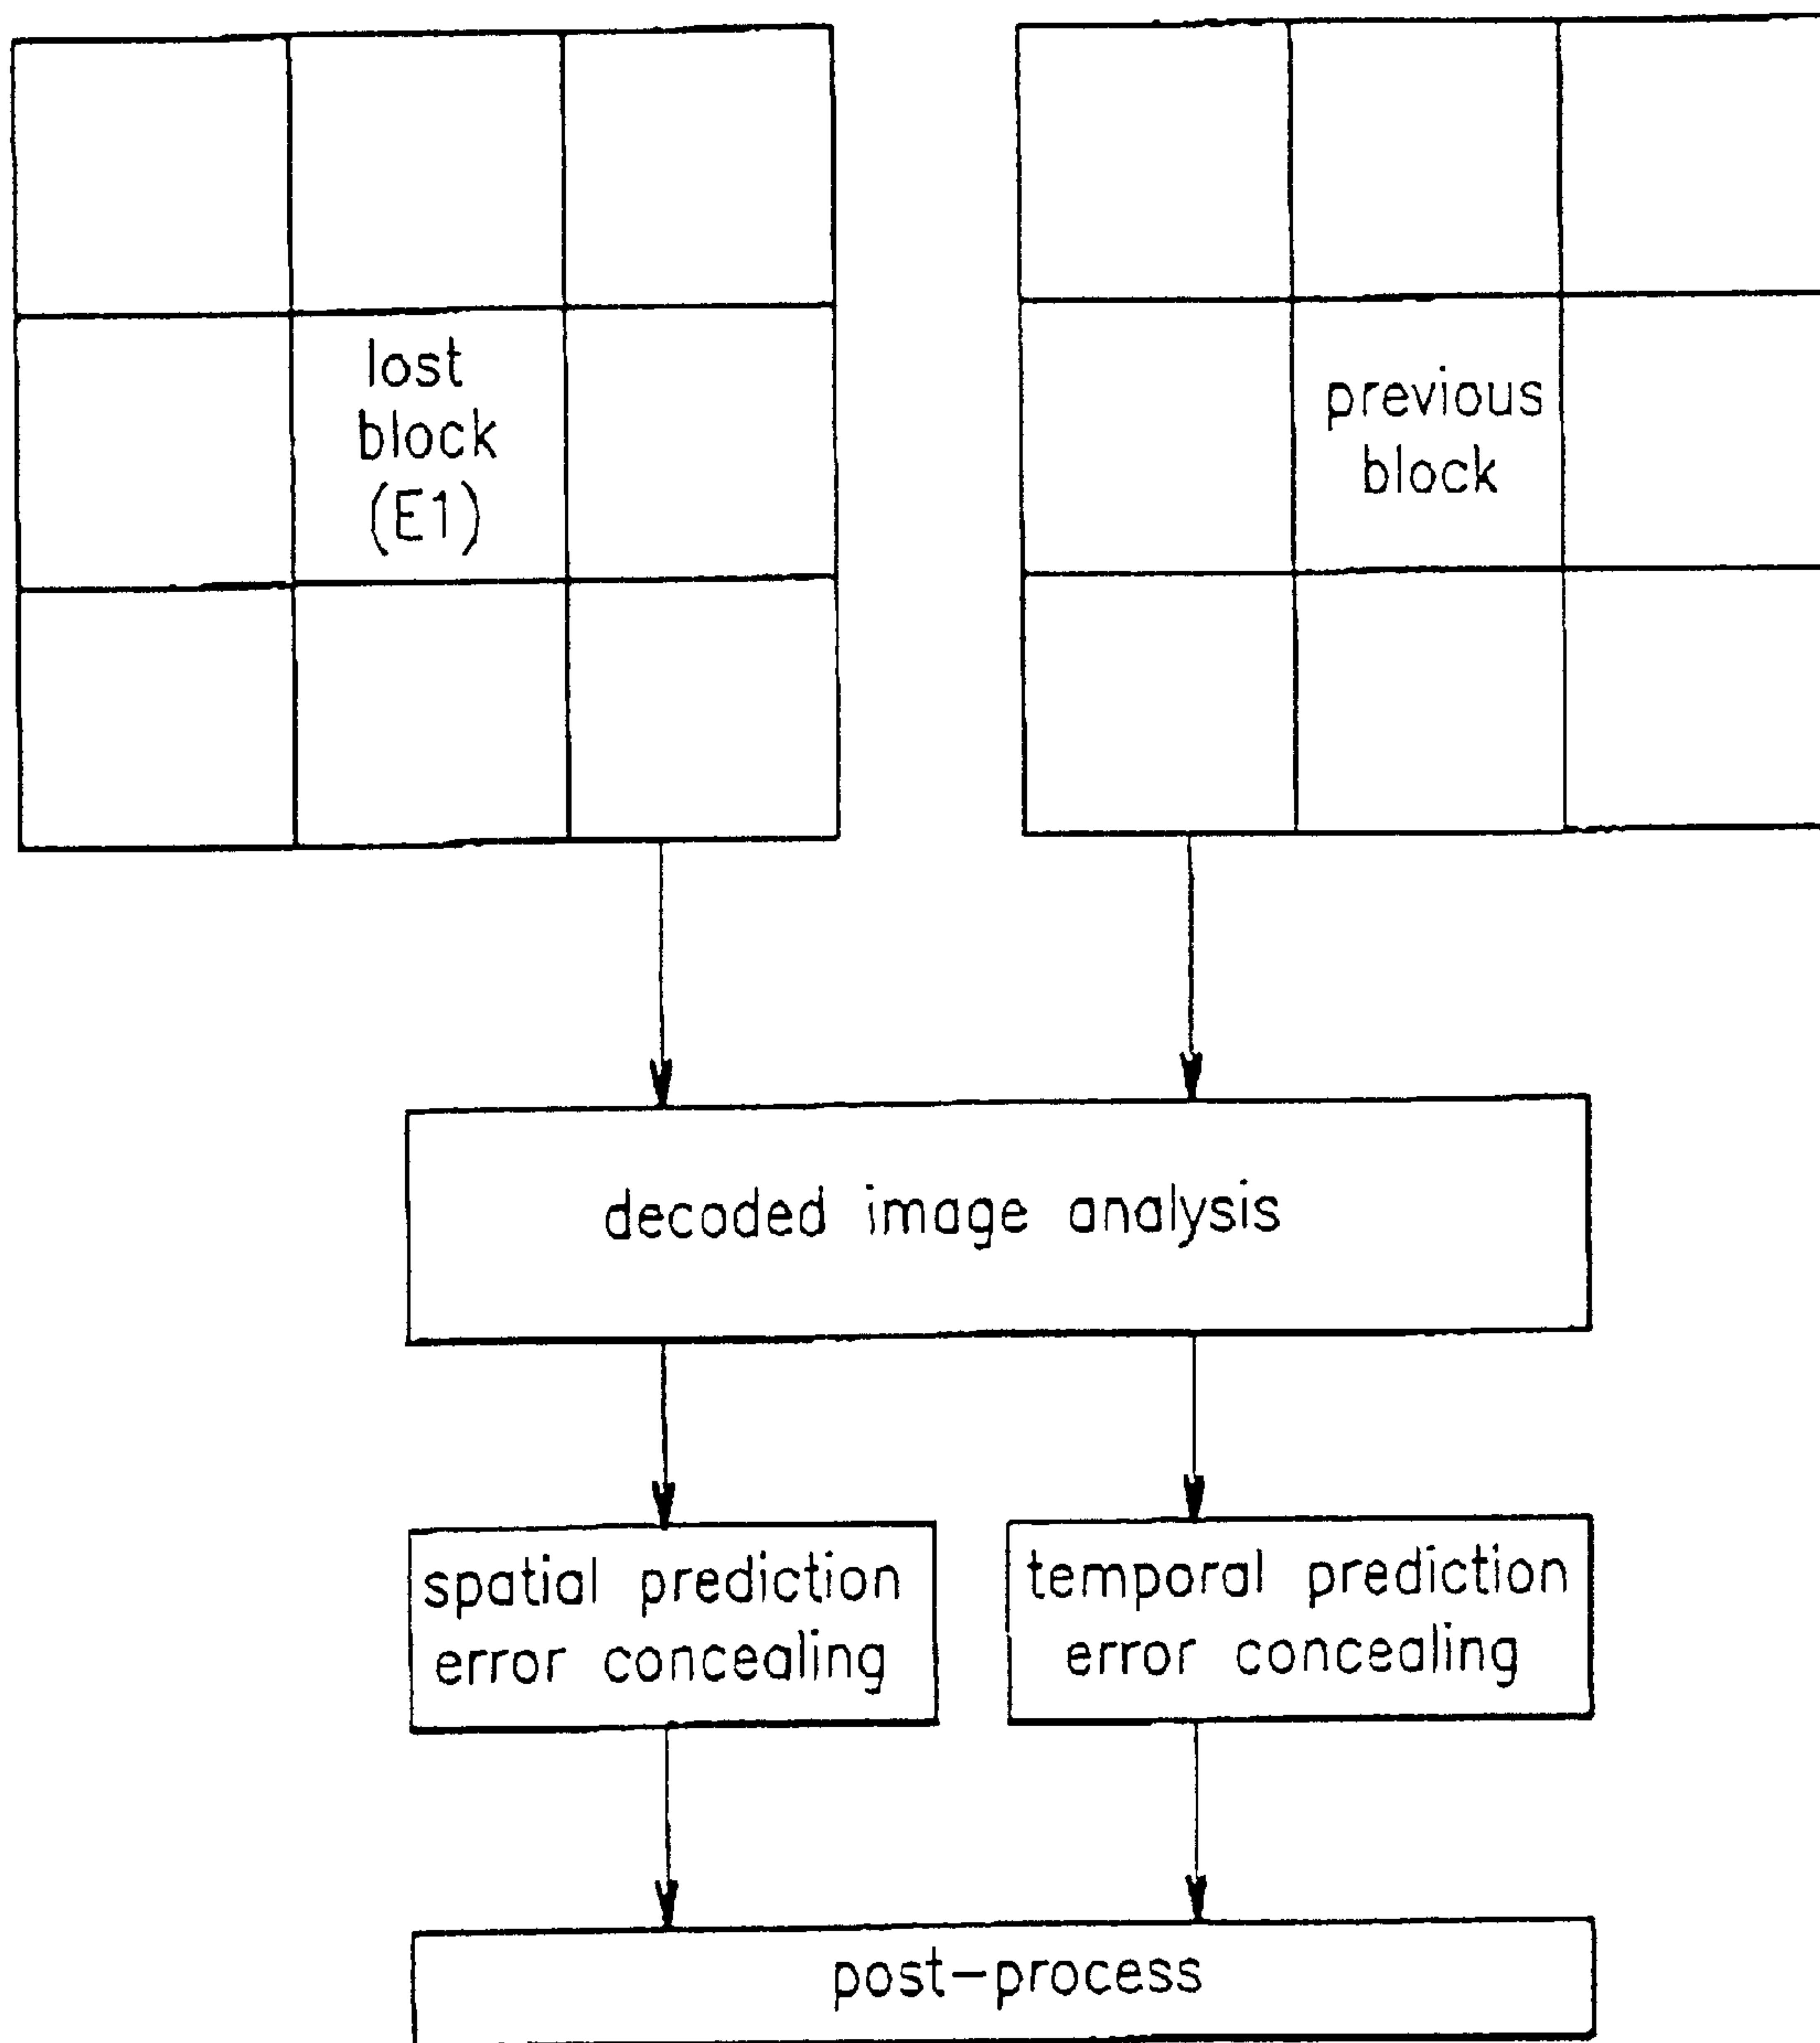 lost
block
(E1)
previous
block
decoded image analysis
spatial prediction
error concealing
temporal prediction
error concealing
post-process